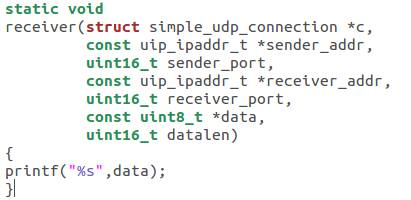 static void
receiver(struct simple_udp_connection *c,
const uip_ipaddr_t *sender_addr,
uint16_t sender_port,
const uip_ipaddr_t *receiver_addr,
uint16_t receiver_port,
const uint8_t *data,
uint16_t datalen)
{
printf("%s",data);
}